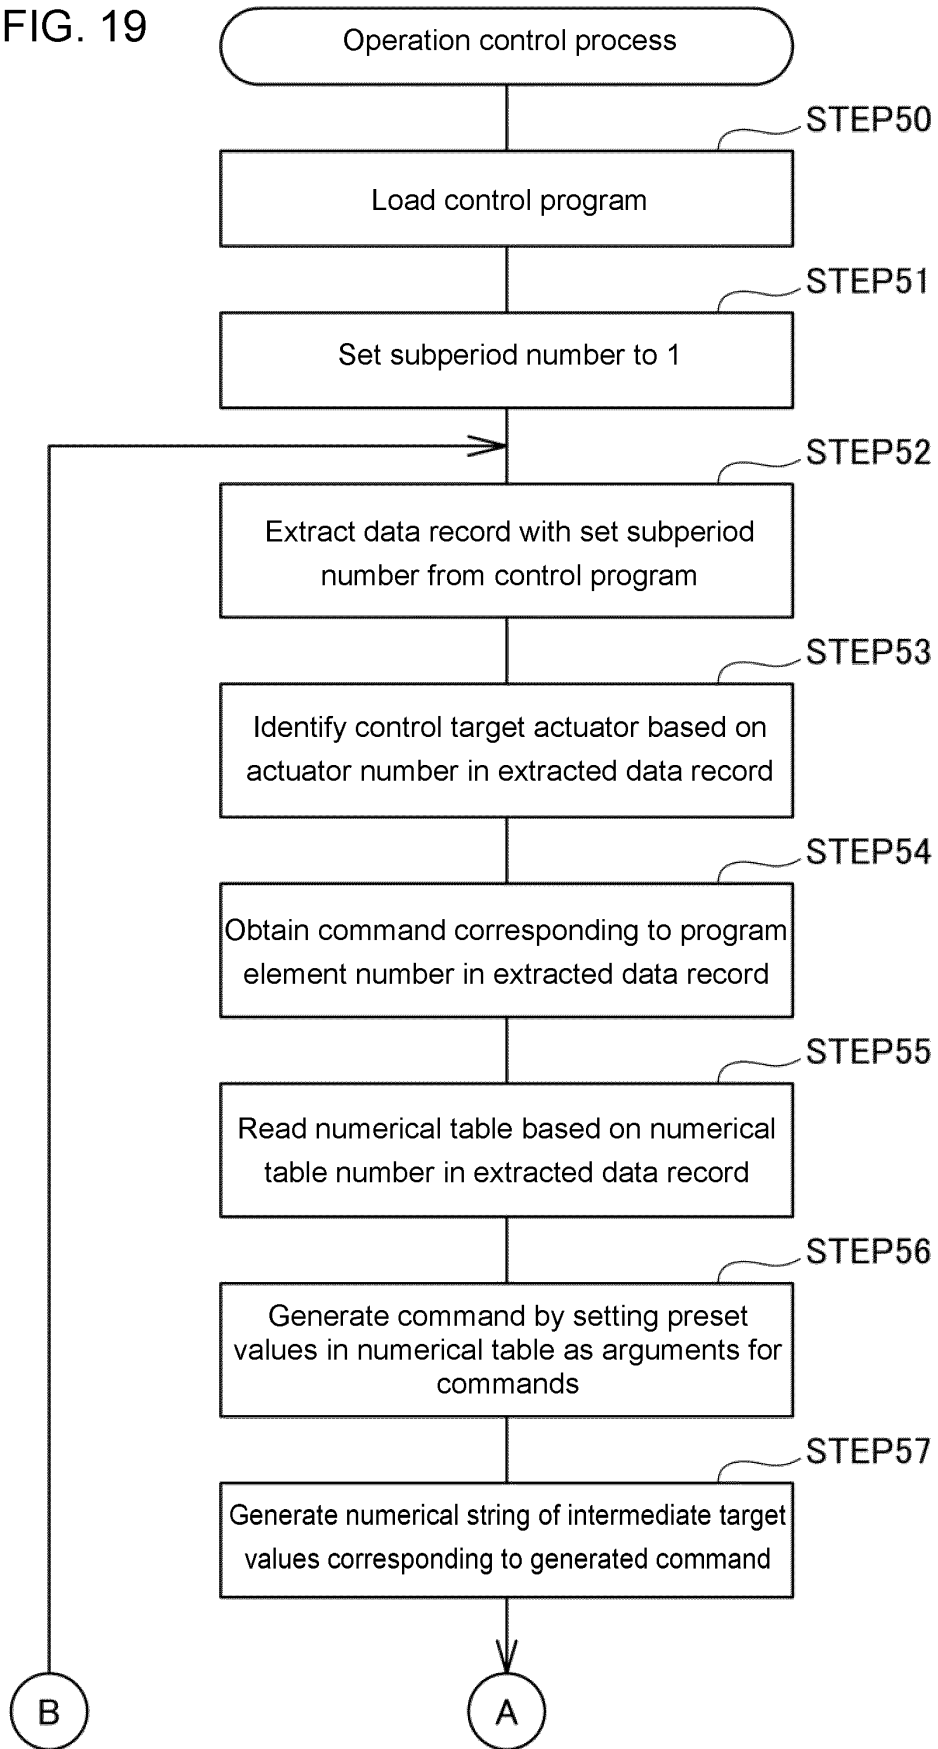 FIG. 19
Operation control process
STEP50
Load control program
STEP51
Set subperiod number to 1
STEP52
Extract data record with set subperiod
number from control program
STEP53
Identify control target actuator based on
actuator number in extracted data record
STEP54
Obtain command corresponding to program
element number in extracted data record
STEP55
Read numerical table based on numerical
table number in extracted data record
STEP56
Generate command by setting preset
values in numerical table as arguments for
commands
STEP57
Generate numerical string of intermediate target
values corresponding to generated command
B
A